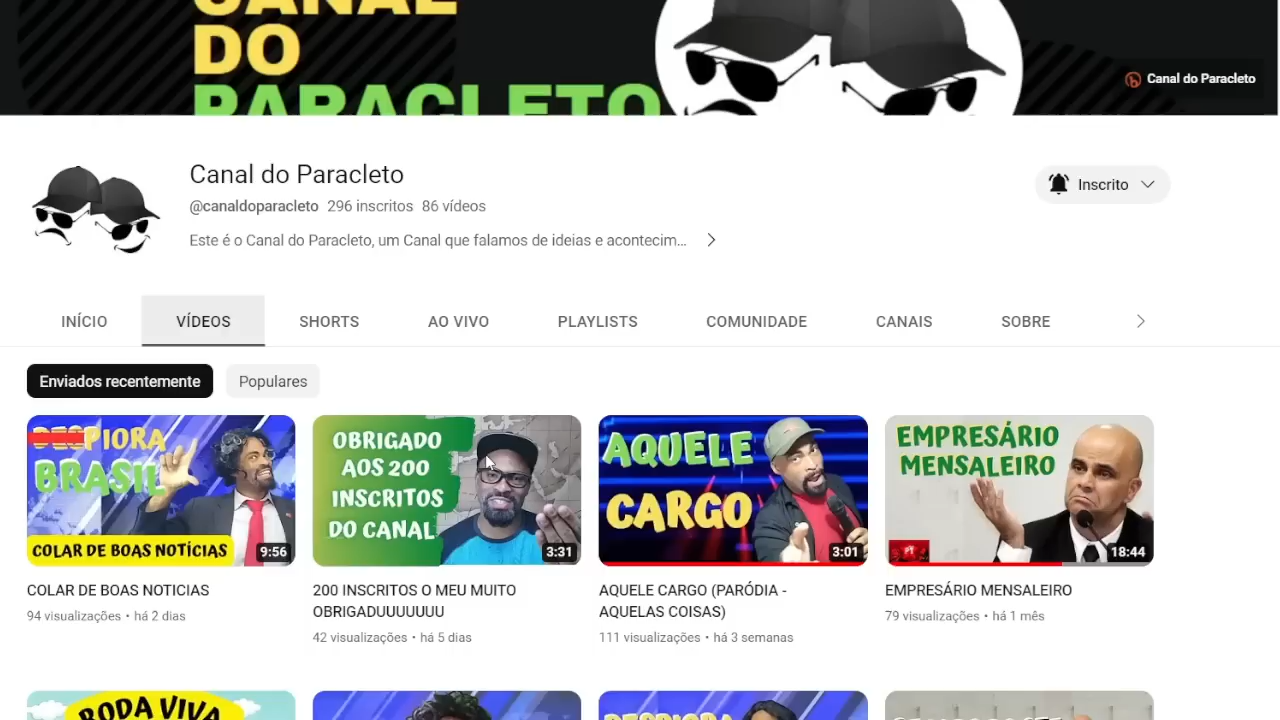 CANAL
DO
PARACLETO
Canal do Paracleto
Canal do Paracleto
@canaldoparacleto 296 inscritos 86 vídeos
Inscrito
Este é o Canal do Paracleto, um Canal que falamos de ideias e acontecim...
INÍCIO VÍDEOS SHORTS AO VIVO PLAYLISTS COMUNIDADE CANAIS SOBRE
Enviados recentemente Populares
DESPIORA
BRASIL
COLAR DE BOAS NOTÍCIAS
9:56
OBRIGADO
AOS 200
INSCRITOS
DO CANAL
3:31
AQUELE
CARGO
3:01
EMPRESÁRIO
MENSALEIRO
PT
18:44
COLAR DE BOAS NOTICIAS
94 visualizações • há 2 dias
200 INSCRITOS O MEU MUITO
OBRIGADUUUUUUU
42 visualizações • há 5 dias
AQUELE CARGO (PARÓDIA -
AQUELAS COISAS)
111 visualizações • há 3 semanas
EMPRESÁRIO MENSALEIRO
79 visualizações • há 1 mês
RODA VIVA
DESPIORA